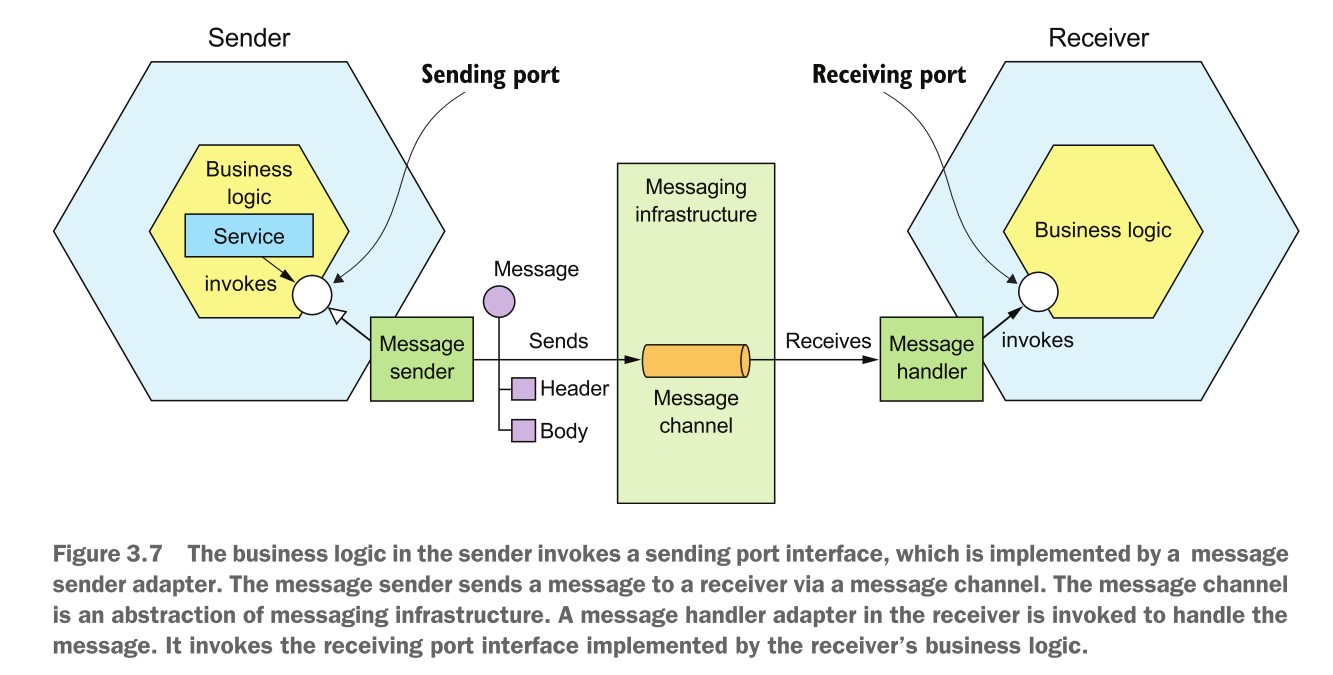 Sender
Receiver
Sending port
Receiving port
Business
logic
Service
invokes
Message
sender
Message
Sends
Header
Body
Messaging
infrastructure
Message
channel
Receives
Message
handler
invokes
Business logic
Figure 3.7 The business logic in the sender invokes a sending port interface, which is implemented by a message
sender adapter. The message sender sends a message to a receiver via a message channel. The message channel
is an abstraction of messaging infrastructure. A message handler adapter in the receiver is invoked to handle the
message. It invokes the receiving port interface implemented by the receiver's business logic.